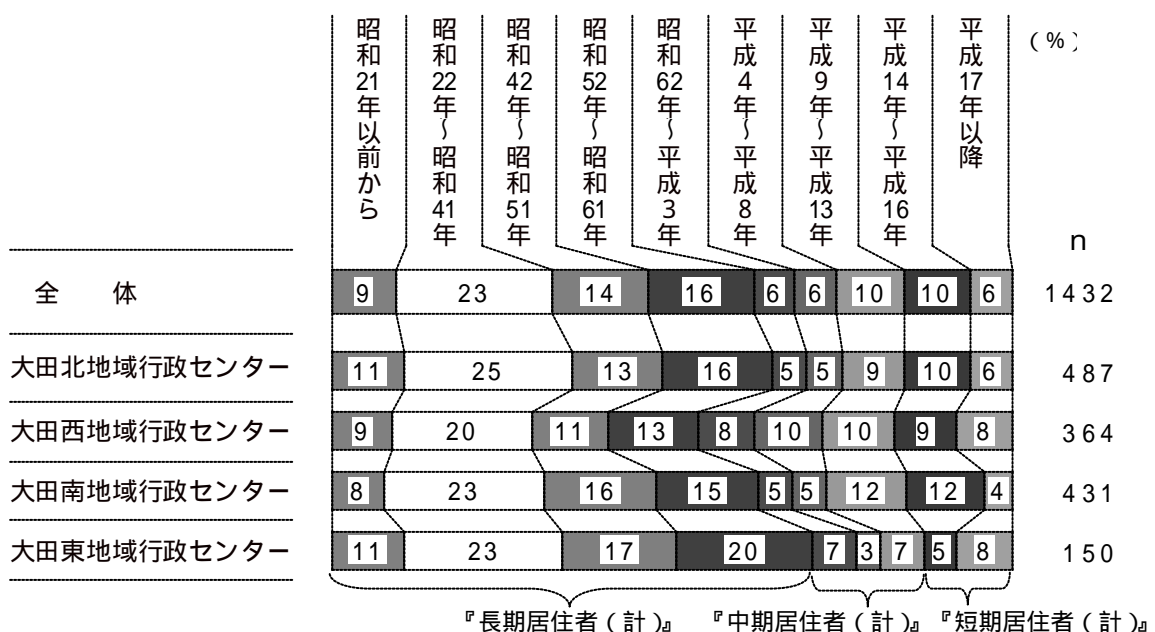 昭和21年以前から
昭和22年～昭和41年
昭和42年～昭和51年
昭和52年～昭和61年
昭和62年～平成3年
平成4年～平成8年
平成9年～平成13年
平成14年～平成16年
平成17年以降
(%)
n
全 体 9 23 14 16 6 6 10 10 6 1432
大田北地域行政センター 11 25 13 16 5 5 9 10 6 487
大田西地域行政センター 9 20 11 13 8 10 10 9 8 364
大田南地域行政センター 8 23 16 15 5 5 12 12 4 431
大田東地域行政センター 11 23 17 20 7 3 7 5 8 150
『長期居住者(計)』 『中期居住者(計)』 『短期居住者(計)』